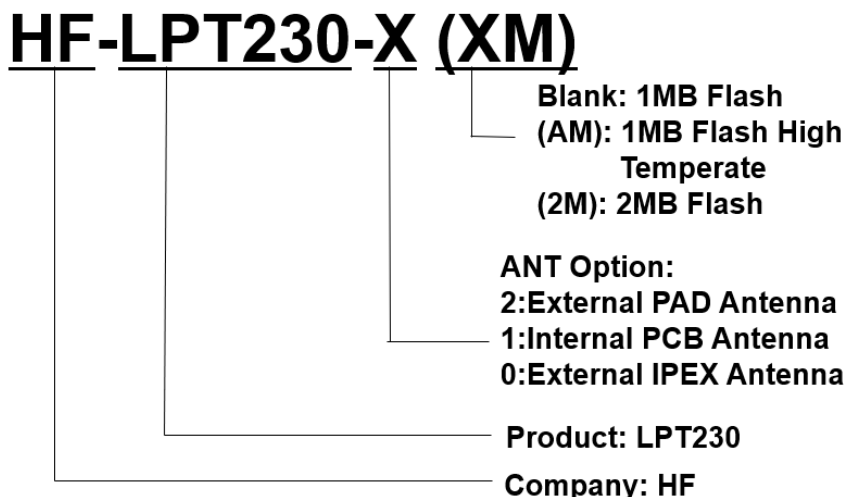 HF-LPT230-X (XM)
Blank: 1MB Flash
(AM): 1MB Flash High
Temperate
(2M): 2MB Flash
ANT Option:
2:External PAD Antenna
1:Internal PCB Antenna
0:External IPEX Antenna
Product: LPT230
Company: HF